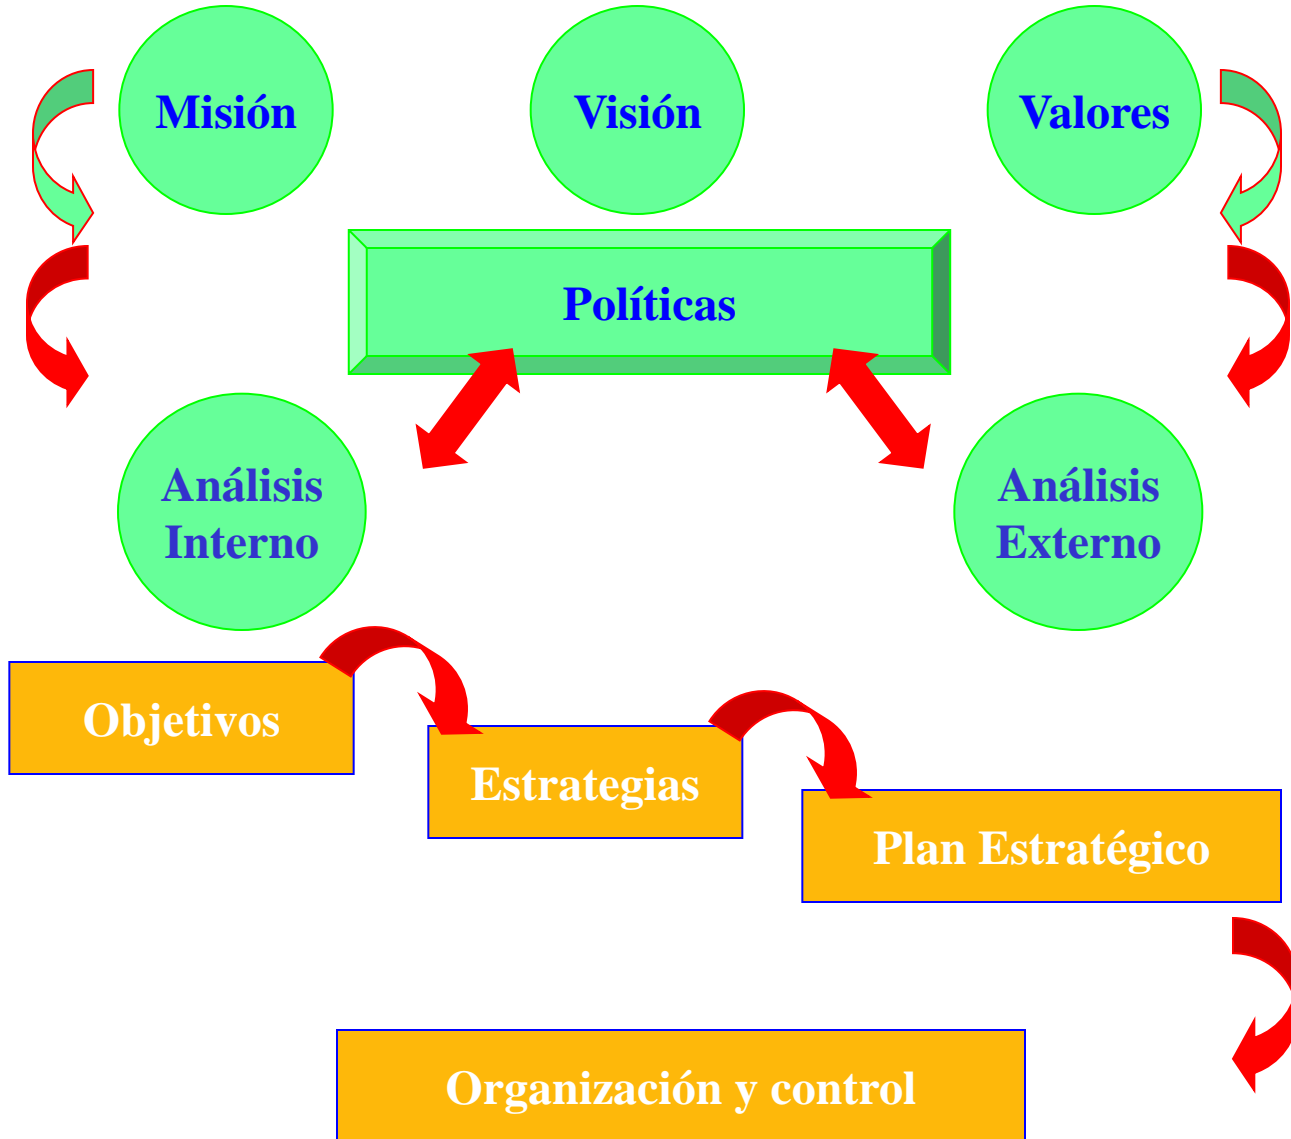 Misión
Visión
Valores
Políticas
Análisis
Interno
Análisis
Externo
Objetivos
Estrategias
Plan Estratégico
Organización y control